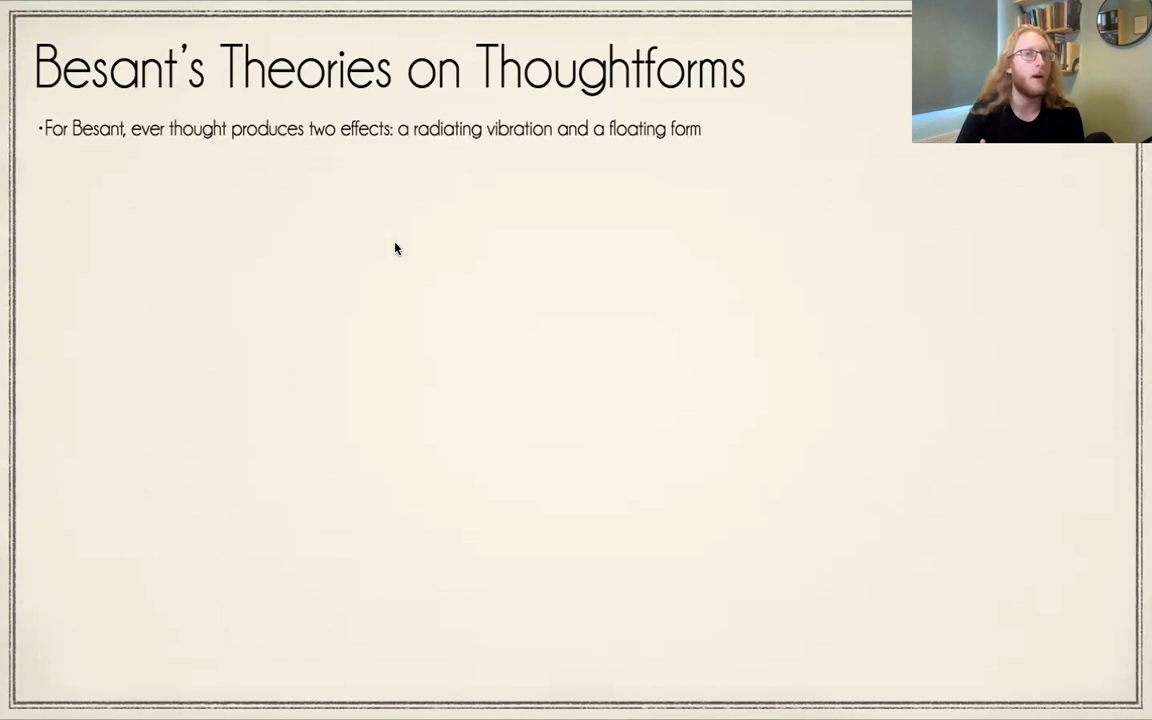 Besant's Theories on Thoughtforms
•For Besant, ever thought produces two effects: a radiating vibration and a floating form